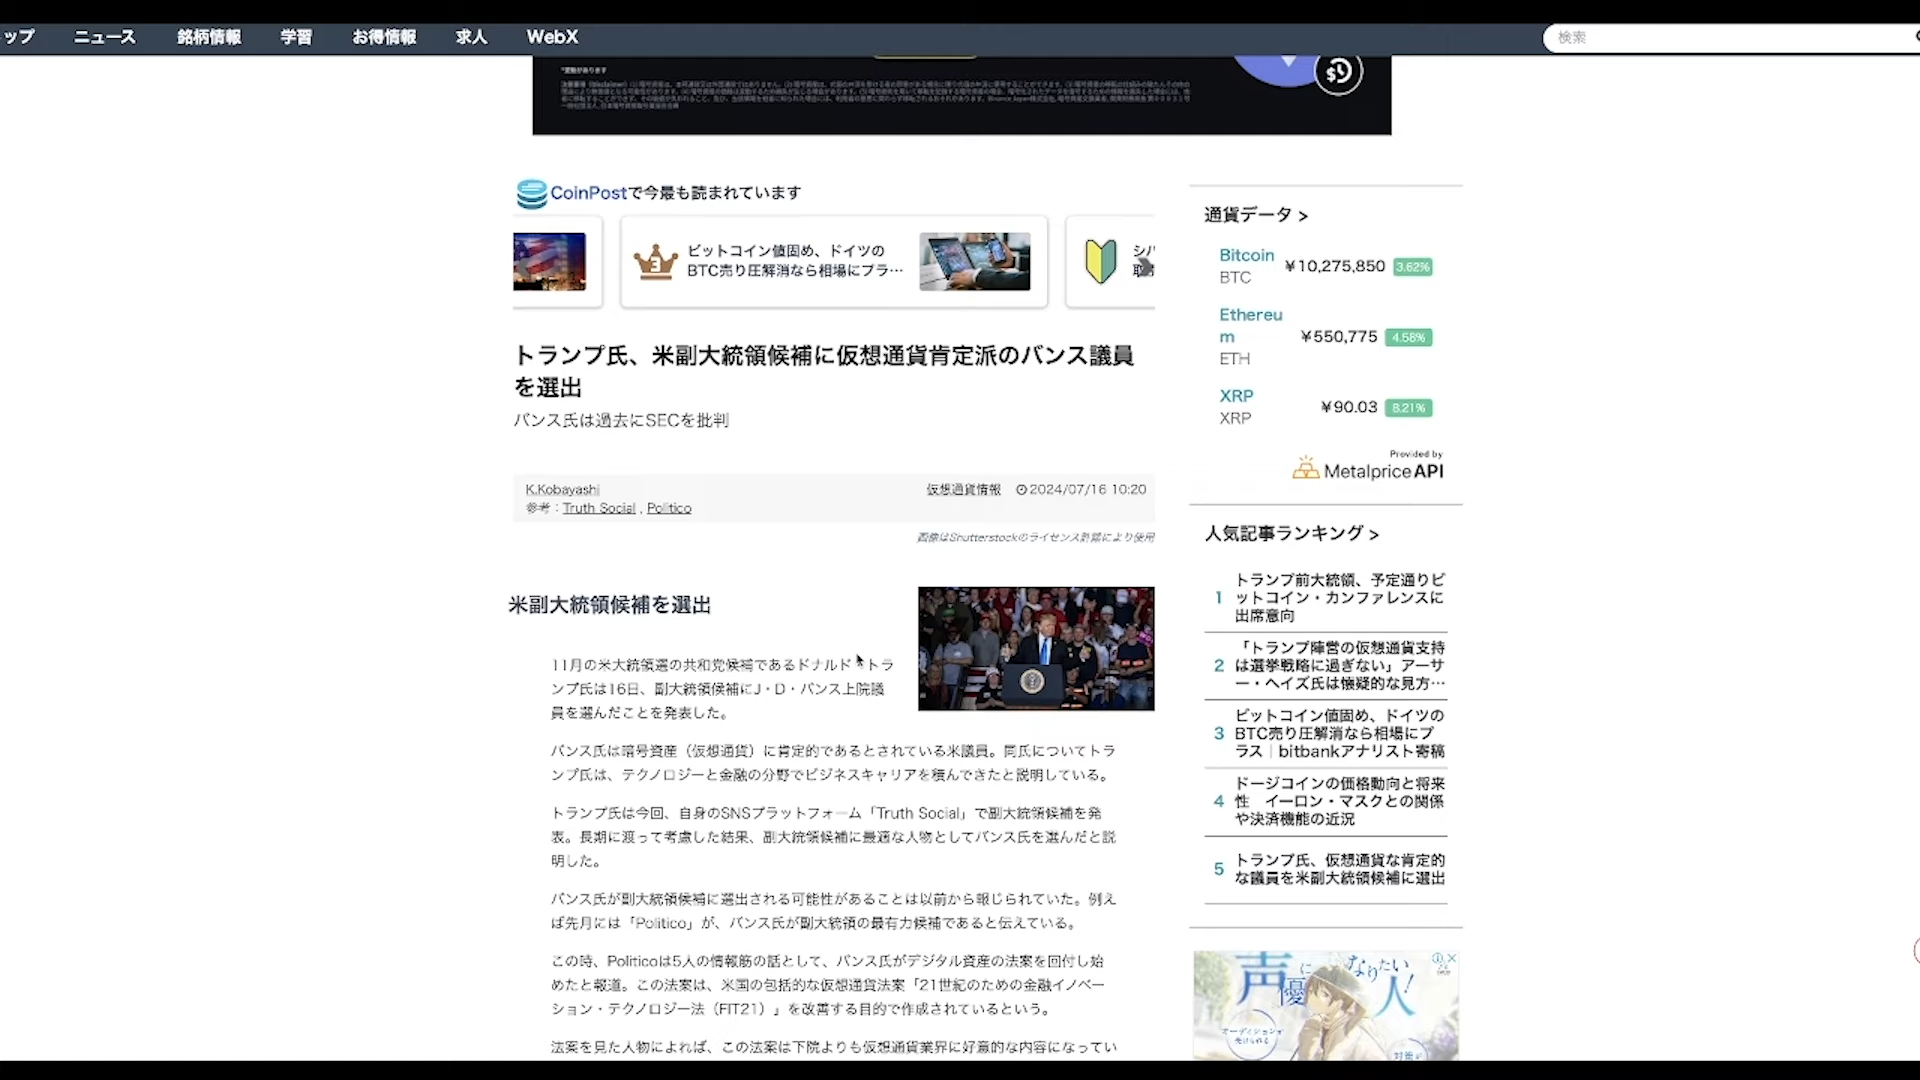 ップ ニュース 銘柄情報 学習 お得情報 求人 WebX
検索
CoinPostで今最も読まれています
3
ビットコイン値固め、ドイツの
BTC売り圧解消なら相場にプラ…
トランプ氏、米副大統領候補に仮想通貨肯定派のバンス議員
を選出
バンス氏は過去にSECを批判
K.Kobayashi
仮想通貨情報 2024/07/16 10:20
参考：Truth Social , Politico
画像はShutterstockのライセンス許諾により使用
米副大統領候補を選出
11月の米大統領選の共和党候補であるドナルド・トラ
ンプ氏は16日、副大統領候補にJ・D・バンス上院議
員を選んだことを発表した。
バンス氏は暗号資産（仮想通貨）に肯定的であるとされている米議員。同氏についてトラ
ンプ氏は、テクノロジーと金融の分野でビジネスキャリアを積んできたと説明している。
トランプ氏は今回、自身のSNSプラットフォーム「Truth Social」で副大統領候補を発
表。長期に渡って考慮した結果、副大統領候補に最適な人物としてバンス氏を選んだと説
明した。
バンス氏が副大統領候補に選出される可能性があることは以前から報じられていた。例え
ば先月には「Politico」が、バンス氏が副大統領の最有力候補であると伝えている。
この時、Politicoは5人の情報筋の話として、バンス氏がデジタル資産の法案を回付し始
めたと報道。この法案は、米国の包括的な仮想通貨法案「21世紀のための金融イノベー
ション・テクノロジー法（FIT21）」を改善する目的で作成されているという。
法案を見た人物によれば、この法案は下院よりも仮想通貨業界に好意的な内容になってい
通貨データ >
Bitcoin
BTC
¥10,275,850 3.62%
Ethereu
m
ETH
¥550,775 4.58%
XRP
XRP
¥90.03 8.21%
Provided by
MetalpriceAPI
人気記事ランキング >
1
トランプ前大統領、予定通りビ
ットコイン・カンファレンスに
出席意向
2
「トランプ陣営の仮想通貨支持
は選挙戦略に過ぎない」アーサ
ー・ヘイズ氏は懐疑的な見方…
3
ビットコイン値固め、ドイツの
BTC売り圧解消なら相場にプ
ラス｜bitbankアナリスト寄稿
4
ドージコインの価格動向と将来
性　イーロン・マスクとの関係
や決済機能の近況
5
トランプ氏、仮想通貨な肯定的
な議員を米副大統領候補に選出
声優になりたい人！
オーディションが
受けられる